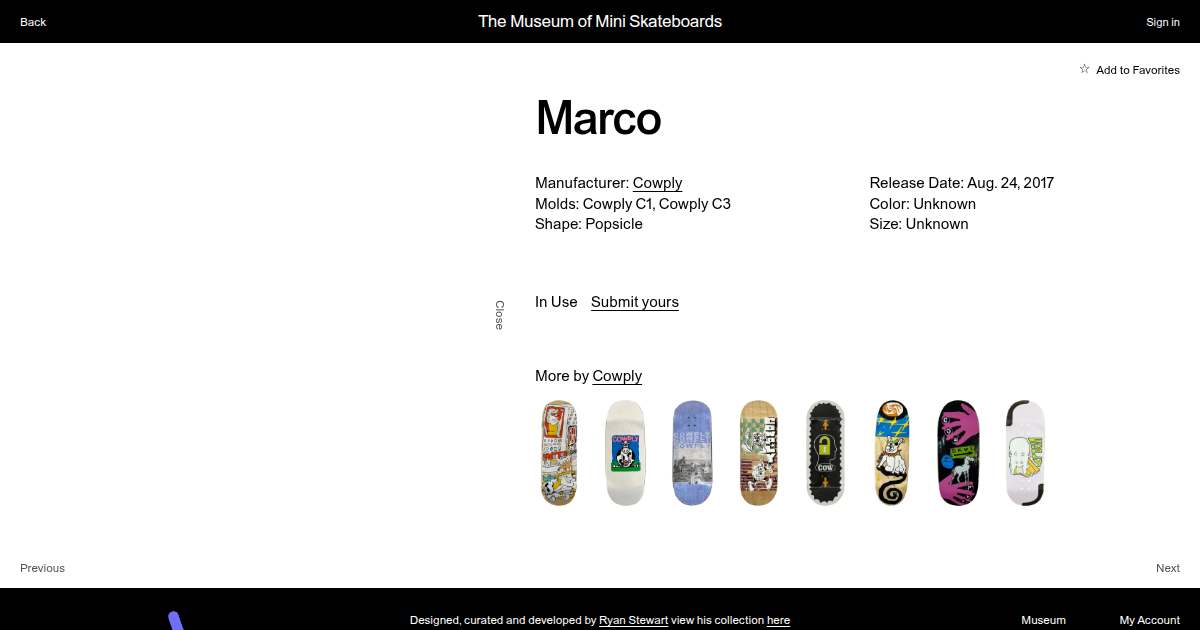 Back
The Museum of Mini Skateboards
Sign in
☆ Add to Favorites
Marco
Manufacturer: Cowply
Molds: Cowply C1, Cowply C3
Shape: Popsicle
Release Date: Aug. 24, 2017
Color: Unknown
Size: Unknown
Close
In Use Submit yours
More by Cowply
COWPLY
COW
Previous
Next
Designed, curated and developed by Ryan Stewart view his collection here
Museum
My Account